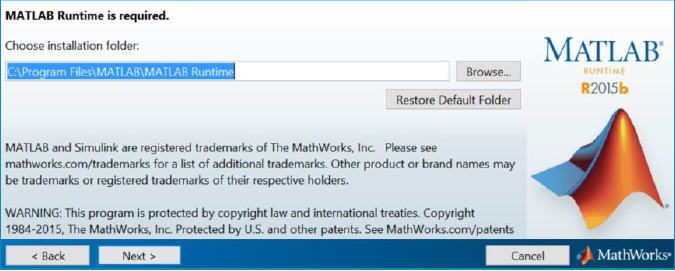 MATLAB Runtime is required.
Choose installation folder:
C:\Program Files\MATLAB\MATLAB Runtime
Browse...
Restore Default Folder
MATLAB®
RUNTIME
R2015b
MATLAB and Simulink are registered trademarks of The MathWorks, Inc. Please see
mathworks.com/trademarks for a list of additional trademarks. Other product or brand names may
be trademarks or registered trademarks of their respective holders.
WARNING: This program is protected by copyright law and international treaties. Copyright
1984-2015, The MathWorks, Inc. Protected by U.S. and other patents. See MathWorks.com/patents
< Back
Next >
Cancel
MathWorks®